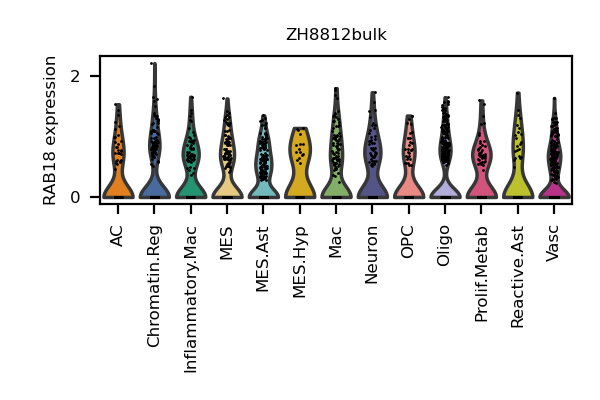 ZH8812bulk
RAB18 expression
2
0
AC
Chromatin.Reg
Inflammatory.Mac
MES
MES.Ast
MES.Hyp
Mac
Neuron
OPC
Oligo
Prolif.Metab
Reactive.Ast
Vasc